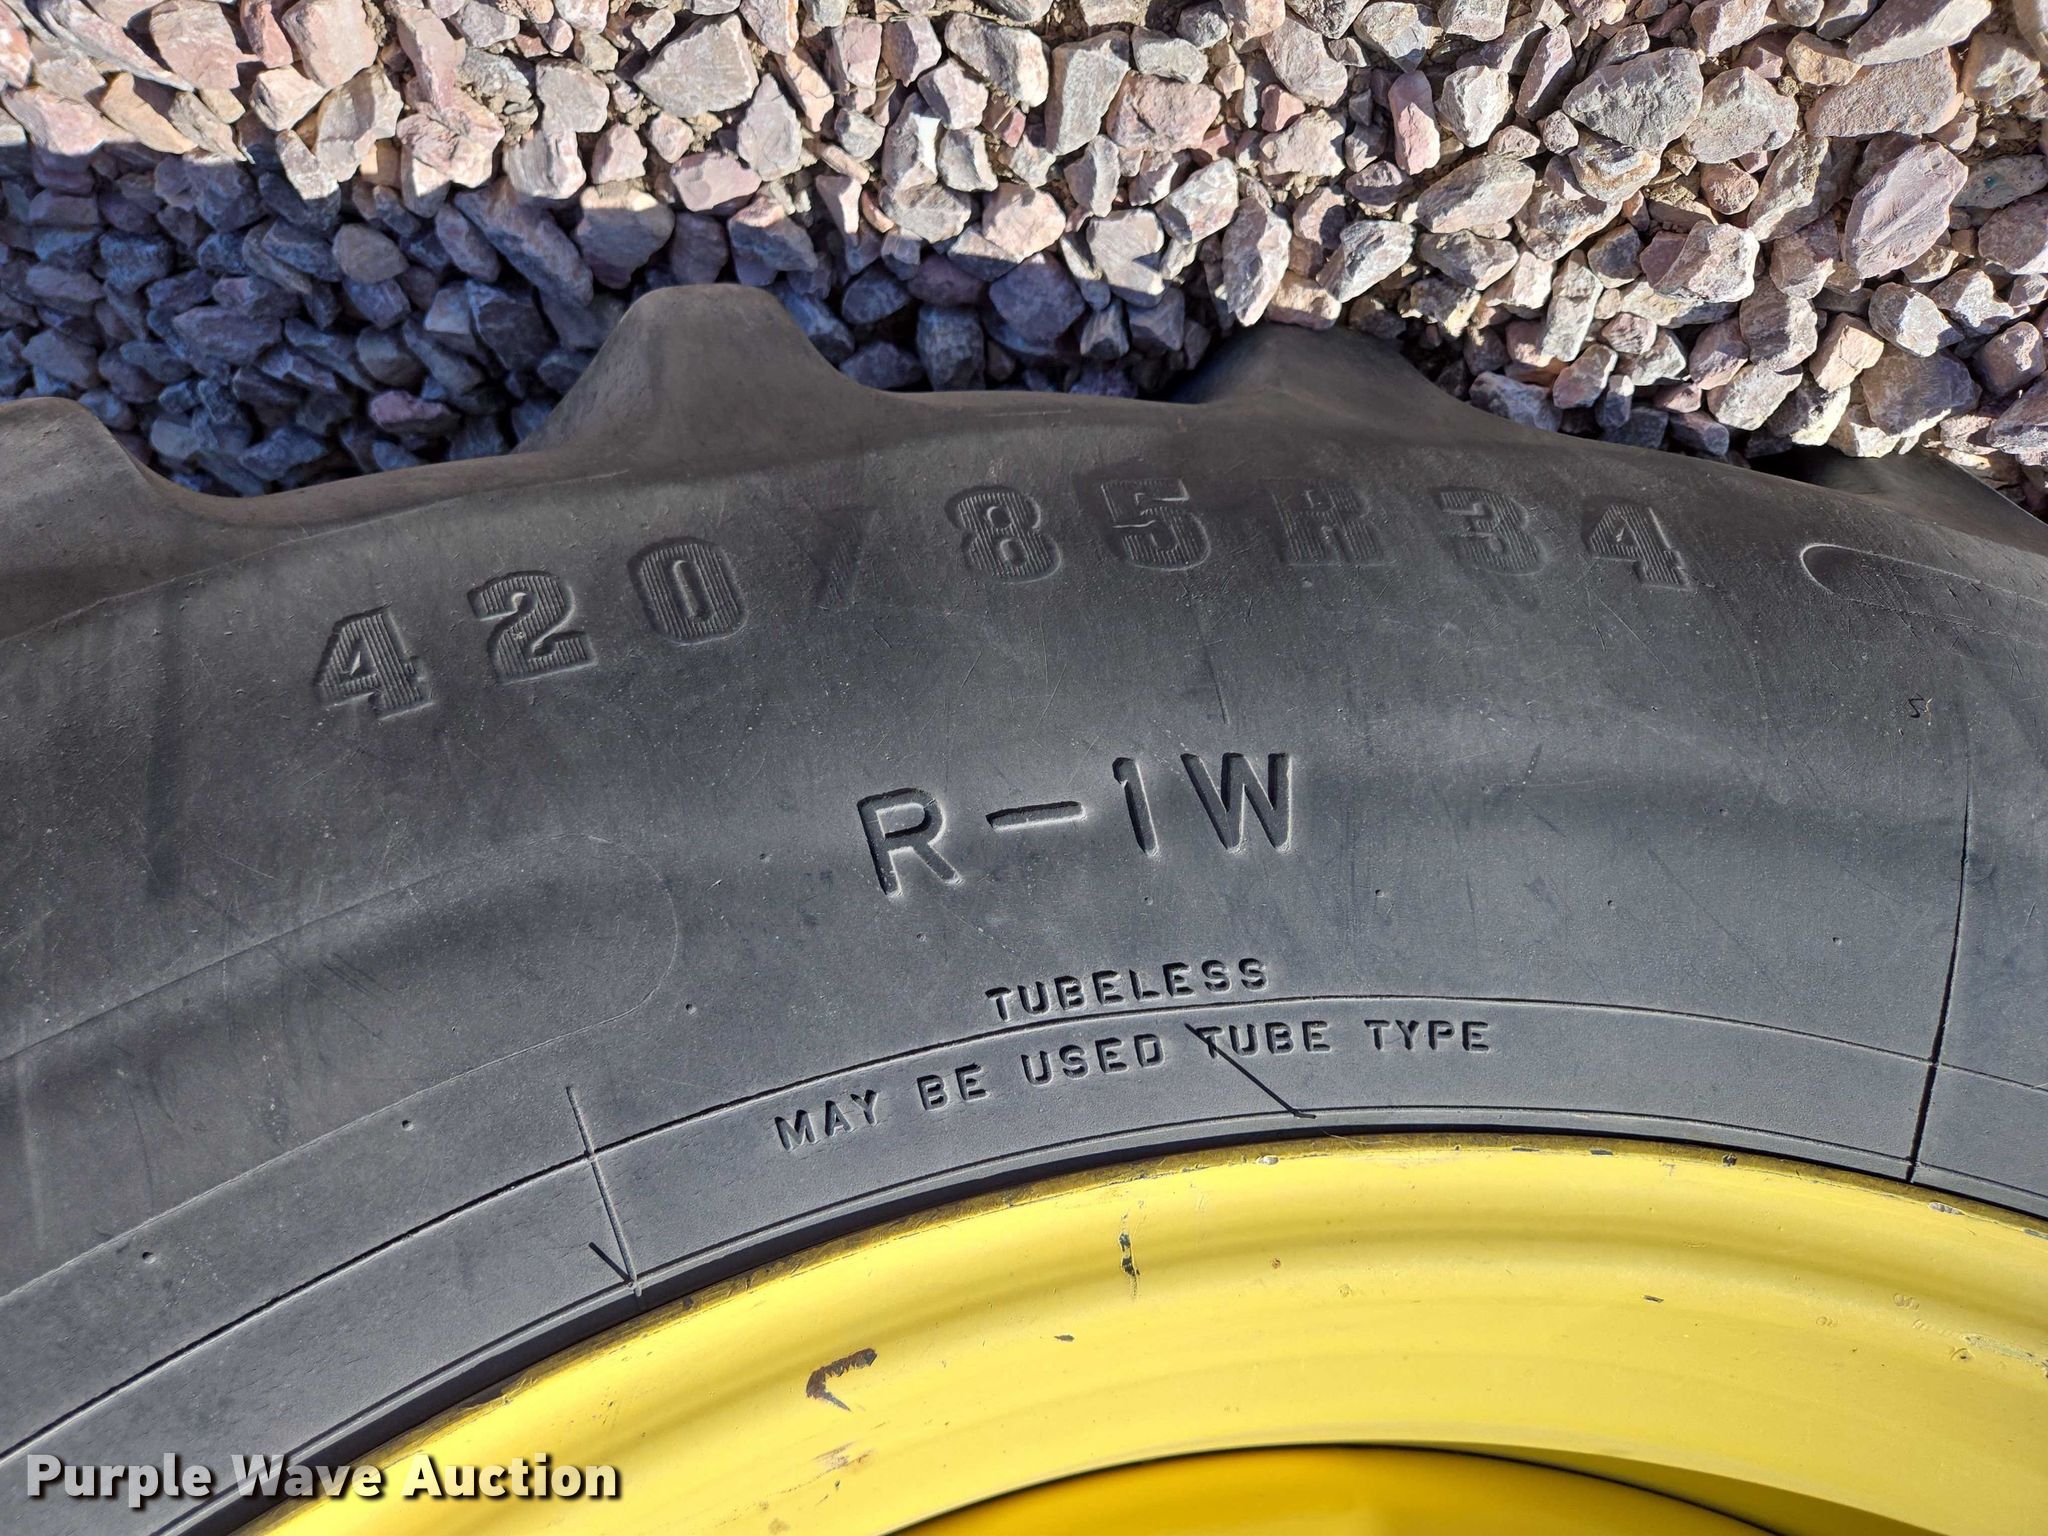 420/85R34
R-1W
TUBELESS
MAY BE USED TUBE TYPE
Purple Wave Auction